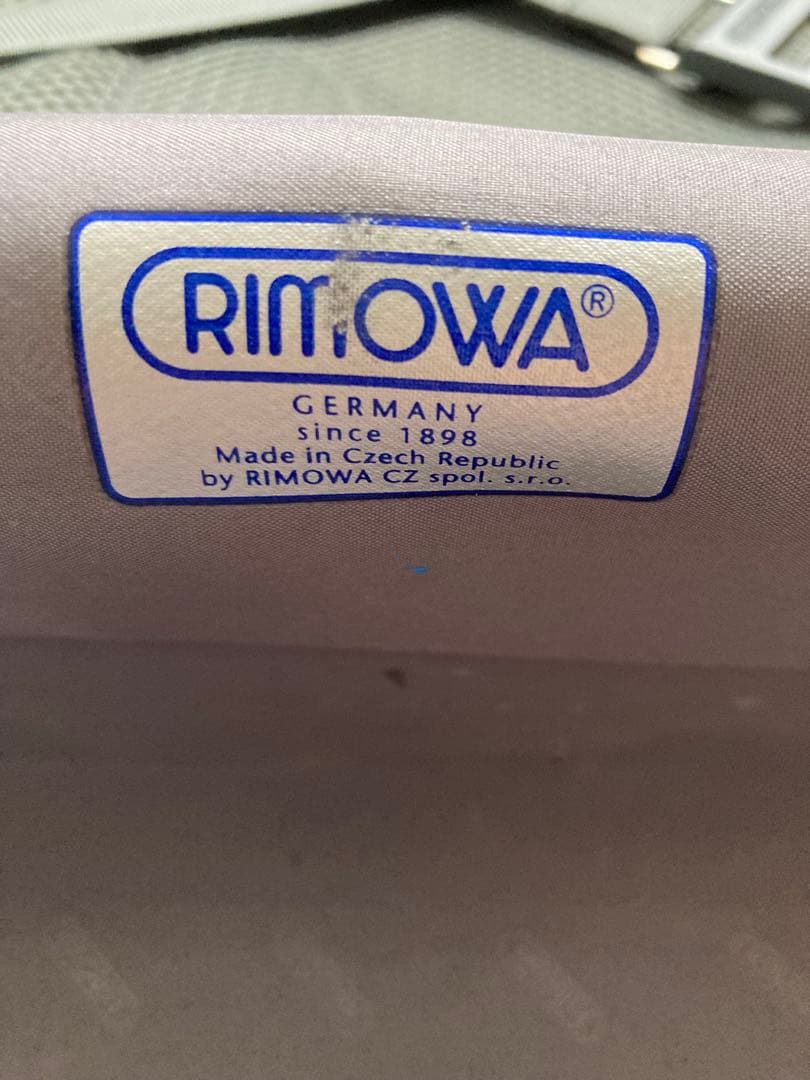 RIMOWA®
GERMANY
since 1898
Made in Czech Republic
by RIMOWA CZ spol. s.r.o.